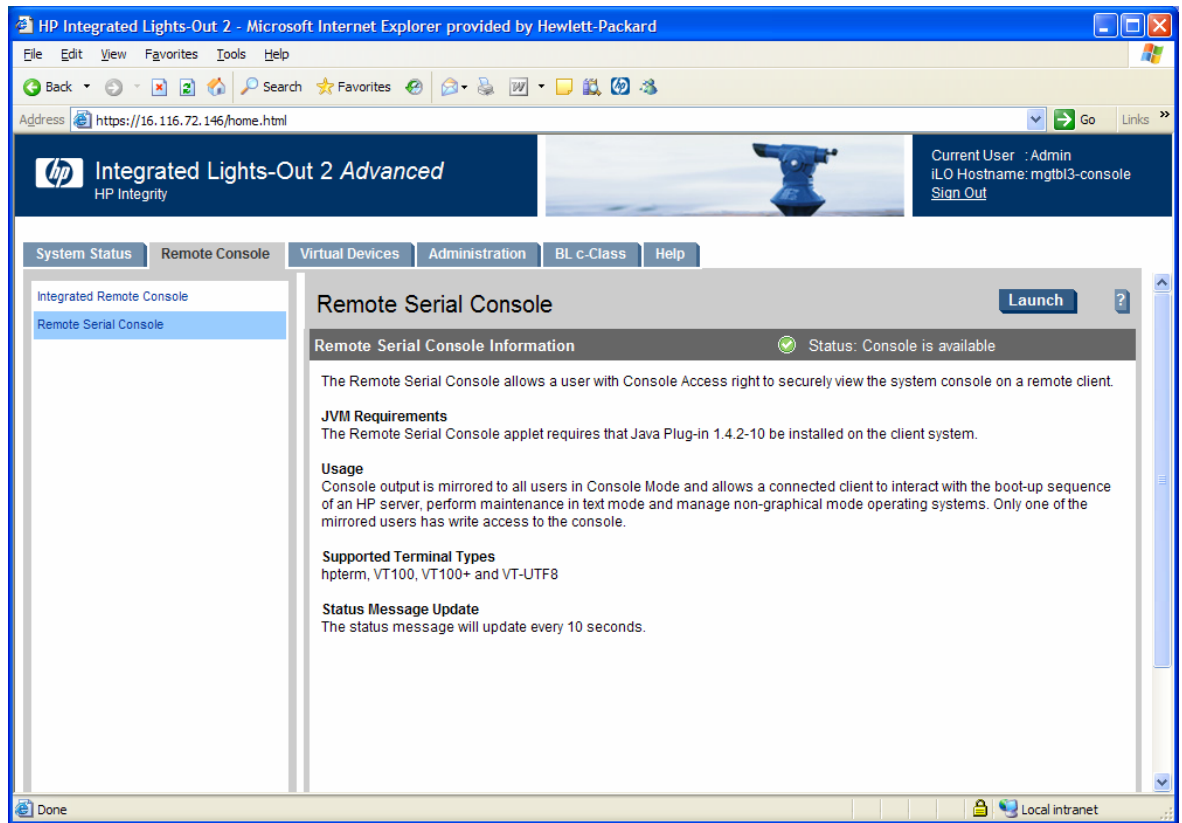 HP Integrated Lights-Out 2 - Microsoft Internet Explorer provided by Hewlett-Packard
File Edit View Favorites Tools Help
Back Search Favorites
Address https://16.116.72.146/home.html Go Links »
hp
Integrated Lights-Out 2 Advanced
HP Integrity
Current User : Admin
iLO Hostname: mgtbl3-console
Sign Out
System Status Remote Console Virtual Devices Administration BL c-Class Help
Integrated Remote Console
Remote Serial Console
Remote Serial Console Launch ?
Remote Serial Console Information Status: Console is available
The Remote Serial Console allows a user with Console Access right to securely view the system console on a remote client.
JVM Requirements
The Remote Serial Console applet requires that Java Plug-in 1.4.2-10 be installed on the client system.
Usage
Console output is mirrored to all users in Console Mode and allows a connected client to interact with the boot-up sequence
of an HP server, perform maintenance in text mode and manage non-graphical mode operating systems. Only one of the
mirrored users has write access to the console.
Supported Terminal Types
hpterm, VT100, VT100+ and VT-UTF8
Status Message Update
The status message will update every 10 seconds.
Done Local intranet